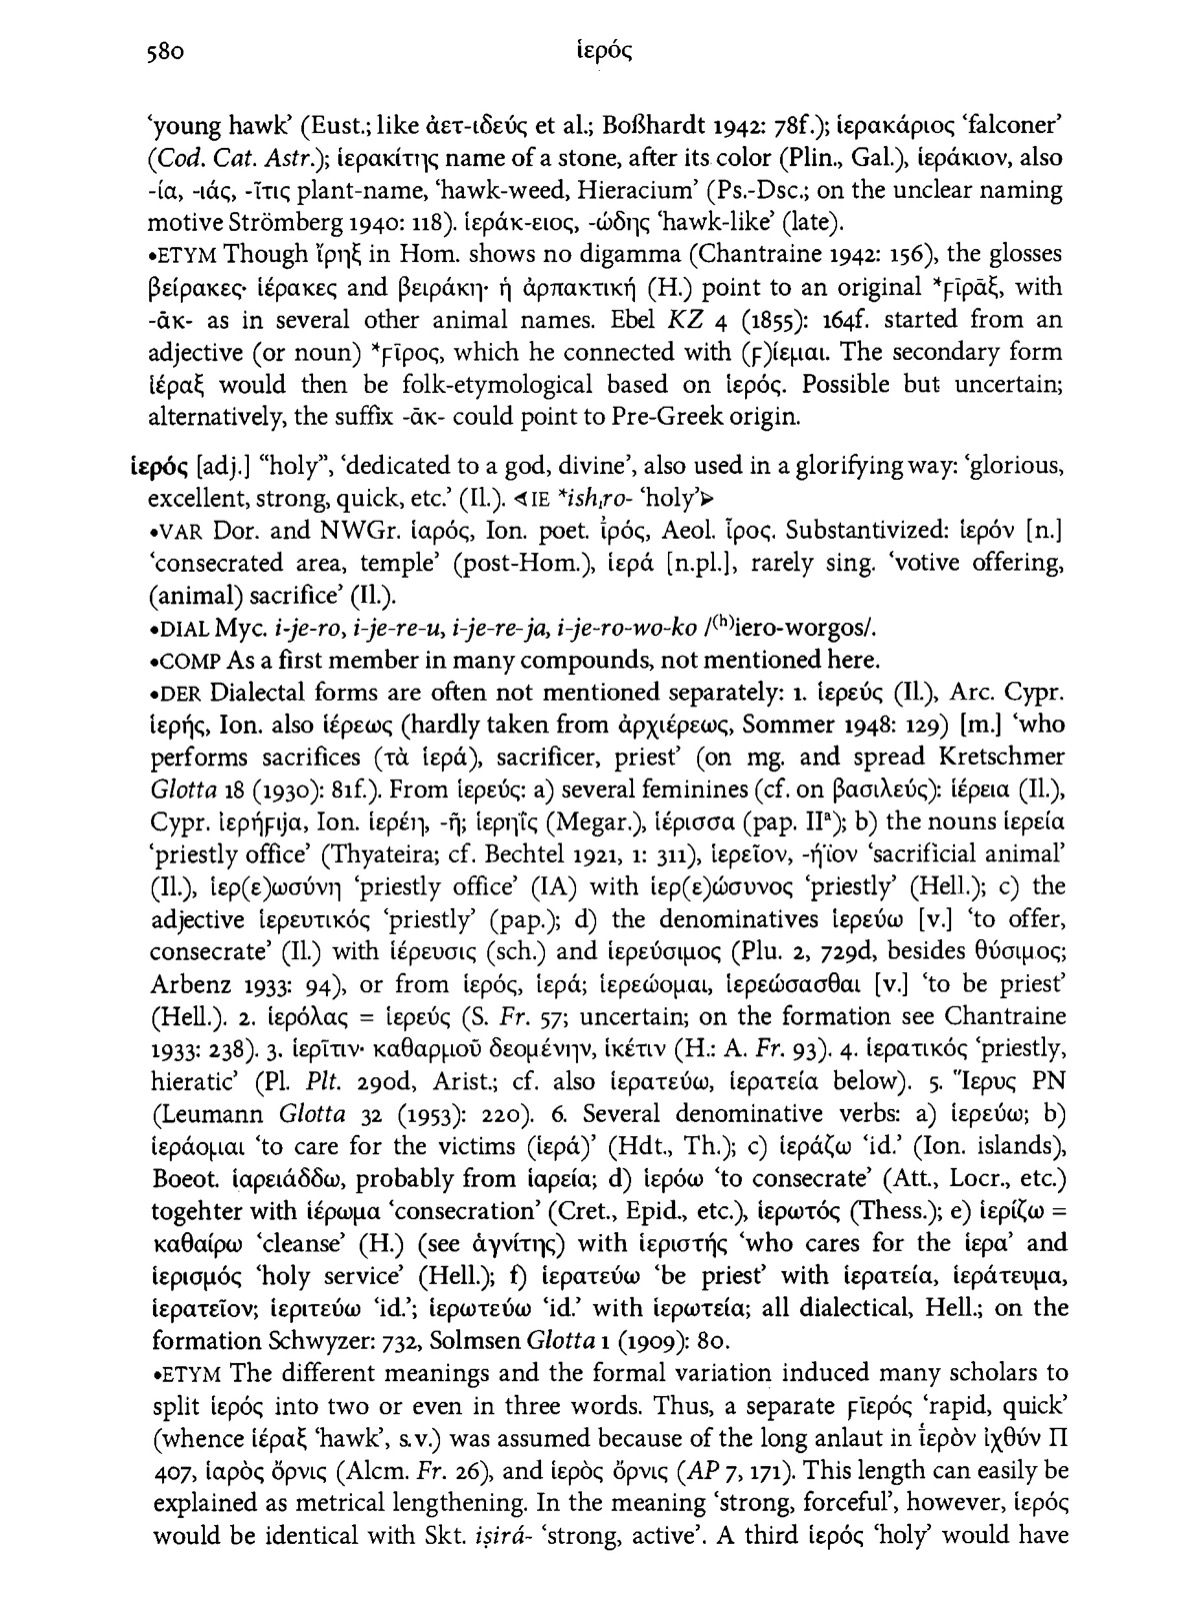 580
ἱερός
‘young hawk’ (Eust.; like ἀετ-ιδεύς et al.; Boßhardt 1942: 78f.); ἱερακάριος ‘falconer’
(Cod. Cat. Astr.); ἱερακίτης name of a stone, after its color (Plin., Gal.), ἱεράκιον, also
-ία, -ιάς, -ῖτις plant-name, ‘hawk-weed, Hieracium’ (Ps.-Dsc.; on the unclear naming
motive Strömberg 1940: 118). ἱεράκ-ειος, -ώδης ‘hawk-like’ (late).
•ETYM Though ἴρηξ in Hom. shows no digamma (Chantraine 1942: 156), the glosses
βείρακες· ἱέρακες and βειράκη· ἡ ἁρπακτική (H.) point to an original *ϝῑρᾱξ, with
-ᾱκ- as in several other animal names. Ebel KZ 4 (1855): 164f. started from an
adjective (or noun) *ϝῖρος, which he connected with (ϝ)ίεμαι. The secondary form
ἱέραξ would then be folk-etymological based on ἱερός. Possible but uncertain;
alternatively, the suffix -ᾱκ- could point to Pre-Greek origin.
ἱερός [adj.] “holy”, ‘dedicated to a god, divine’, also used in a glorifying way: ‘glorious,
excellent, strong, quick, etc.’ (Il.). ⊲IE *ish₁ro- ‘holy’⊳
•VAR Dor. and NWGr. ἱαρός, Ion. poet. ἱ̄ρός, Aeol. ἶρος. Substantivized: ἱερόν [n.]
‘consecrated area, temple’ (post-Hom.), ἱερά [n.pl.], rarely sing. ‘votive offering,
(animal) sacrifice’ (Il.).
•DIAL Myc. i-je-ro, i-je-re-u, i-je-re-ja, i-je-ro-wo-ko /⁽ʰ⁾iero-worgos/.
•COMP As a first member in many compounds, not mentioned here.
•DER Dialectal forms are often not mentioned separately: 1. ἱερεύς (Il.), Arc. Cypr.
ἱερής, Ion. also ἱέρεως (hardly taken from ἀρχιέρεως, Sommer 1948: 129) [m.] ‘who
performs sacrifices (τὰ ἱερά), sacrificer, priest’ (on mg. and spread Kretschmer
Glotta 18 (1930): 81f.). From ἱερεύς: a) several feminines (cf. on βασιλεύς): ἱέρεια (Il.),
Cypr. ἱερήϝιja, Ion. ἱερέη, -ῆ; ἱερηΐς (Megar.), ἱέρισσα (pap. IIᵃ); b) the nouns ἱερεία
‘priestly office’ (Thyateira; cf. Bechtel 1921, 1: 311), ἱερεῖον, -ήϊον ‘sacrificial animal’
(Il.), ἱερ(ε)ωσύνη ‘priestly office’ (IA) with ἱερ(ε)ώσυνος ‘priestly’ (Hell.); c) the
adjective ἱερευτικός ‘priestly’ (pap.); d) the denominatives ἱερεύω [v.] ‘to offer,
consecrate’ (Il.) with ἱέρευσις (sch.) and ἱερεύσιμος (Plu. 2, 729d, besides θύσιμος;
Arbenz 1933: 94), or from ἱερός, ἱερά; ἱερεώομαι, ἱερεώσασθαι [v.] ‘to be priest’
(Hell.). 2. ἱερόλας = ἱερεύς (S. Fr. 57; uncertain; on the formation see Chantraine
1933: 238). 3. ἱερῖτιν· καθαρμοῦ δεομένην, ἱκέτιν (H.: A. Fr. 93). 4. ἱερατικός ‘priestly,
hieratic’ (Pl. Plt. 290d, Arist.; cf. also ἱερατεύω, ἱερατεία below). 5. Ἵερυς PN
(Leumann Glotta 32 (1953): 220). 6. Several denominative verbs: a) ἱερεύω; b)
ἱεράομαι ‘to care for the victims (ἱερά)’ (Hdt., Th.); c) ἱεράζω ‘id.’ (Ion. islands),
Boeot. ἱαρειάδδω, probably from ἱαρεία; d) ἱερόω ‘to consecrate’ (Att., Locr., etc.)
togehter with ἱέρωμα ‘consecration’ (Cret., Epid., etc.), ἱερωτός (Thess.); e) ἱερίζω =
καθαίρω ‘cleanse’ (H.) (see ἁγνίτης) with ἱεριστής ‘who cares for the ἱερα’ and
ἱερισμός ‘holy service’ (Hell.); f) ἱερατεύω ‘be priest’ with ἱερατεία, ἱεράτευμα,
ἱερατεῖον; ἱεριτεύω ‘id.’; ἱερωτεύω ‘id.’ with ἱερωτεία; all dialectical, Hell.; on the
formation Schwyzer: 732, Solmsen Glotta 1 (1909): 80.
•ETYM The different meanings and the formal variation induced many scholars to
split ἱερός into two or even in three words. Thus, a separate ϝῑερός ‘rapid, quick’
(whence ἱέραξ ‘hawk’, s.v.) was assumed because of the long anlaut in ἱ̄ερὸν ἰχθύν Π
407, ἱαρὸς ὄρνις (Alcm. Fr. 26), and ἱερὸς ὄρνις (AP 7, 171). This length can easily be
explained as metrical lengthening. In the meaning ‘strong, forceful’, however, ἱερός
would be identical with Skt. iṣirá- ‘strong, active’. A third ἱερός ‘holy’ would have